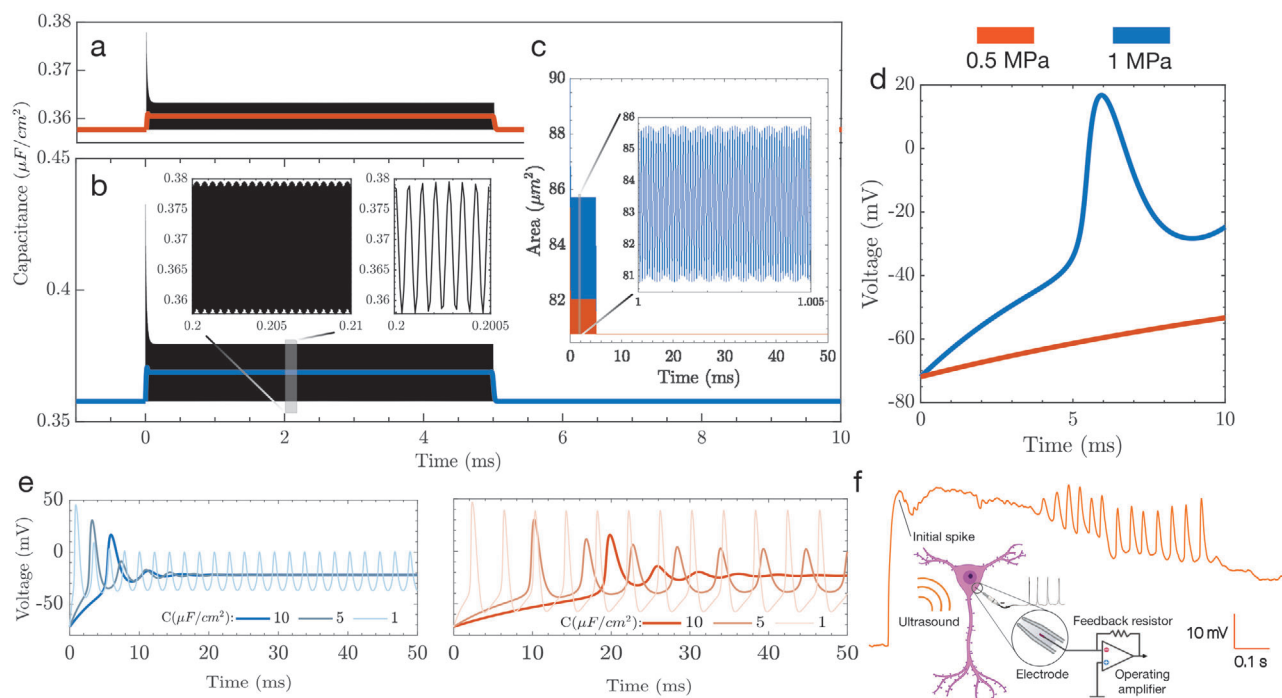 a
0.38
0.37
0.36
0.45
0.4
0.35
Capacitance (μF/cm²)
b
0.38
0.375
0.37
0.365
0.36
0.2
0.205
0.21
0.38
0.375
0.37
0.365
0.36
0.2
0.2005
0
2
4
6
8
10
Time (ms)
c
90
88
86
84
82
Area (μm²)
86
85
84
83
82
81
1
1.005
0
10
20
30
40
50
Time (ms)
0.5 MPa
1 MPa
d
20
0
-20
-40
-60
-80
Voltage (mV)
0
5
10
Time (ms)
e
50
0
-50
Voltage (mV)
C(μF/cm²): 10 5 1
0 10 20 30 40 50
Time (ms)
0 10 20 30 40 50
C(μF/cm²): 10 5 1
0 10 20 30 40 50
Time (ms)
f
Initial spike
Ultrasound
Feedback resistor
Electrode
Operating
amplifier
10 mV
0.1 s